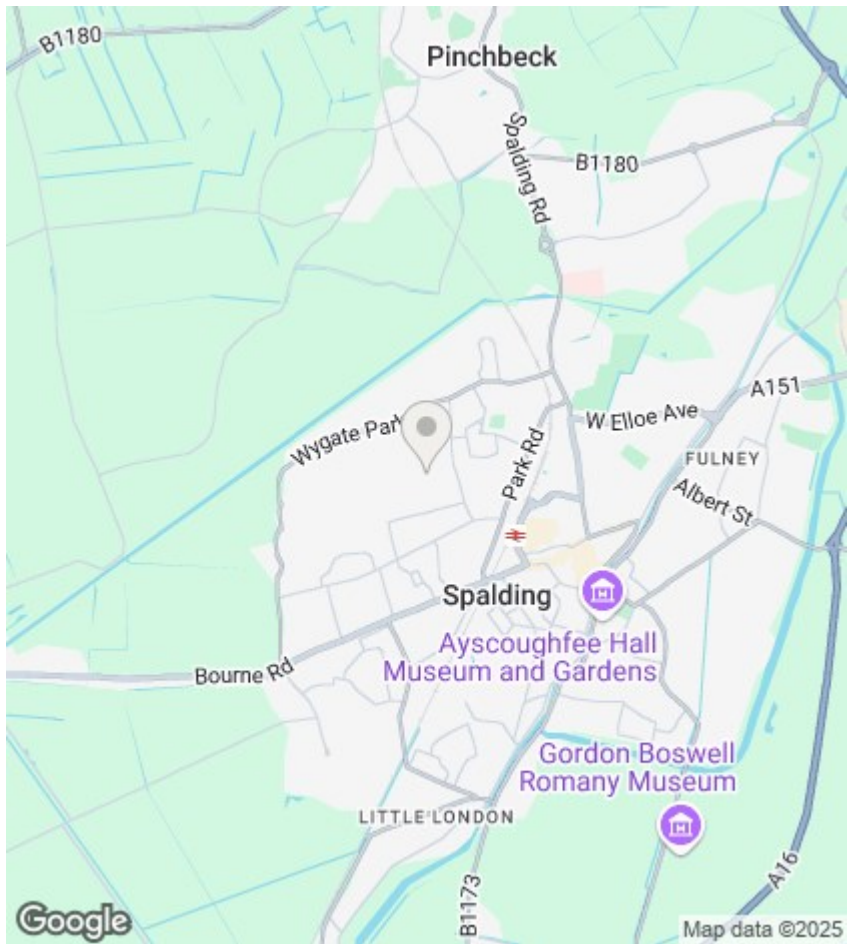 B1180
Pinchbeck
Spalding Rd
B1180
A151
W Elloe Ave
Wygate Park
Park Rd
FULNEY
Albert St
Spalding
Ayscoughfee Hall
Museum and Gardens
Bourne Rd
Gordon Boswell
Romany Museum
LITTLE LONDON
A16
B1173
Google
Map data ©2025